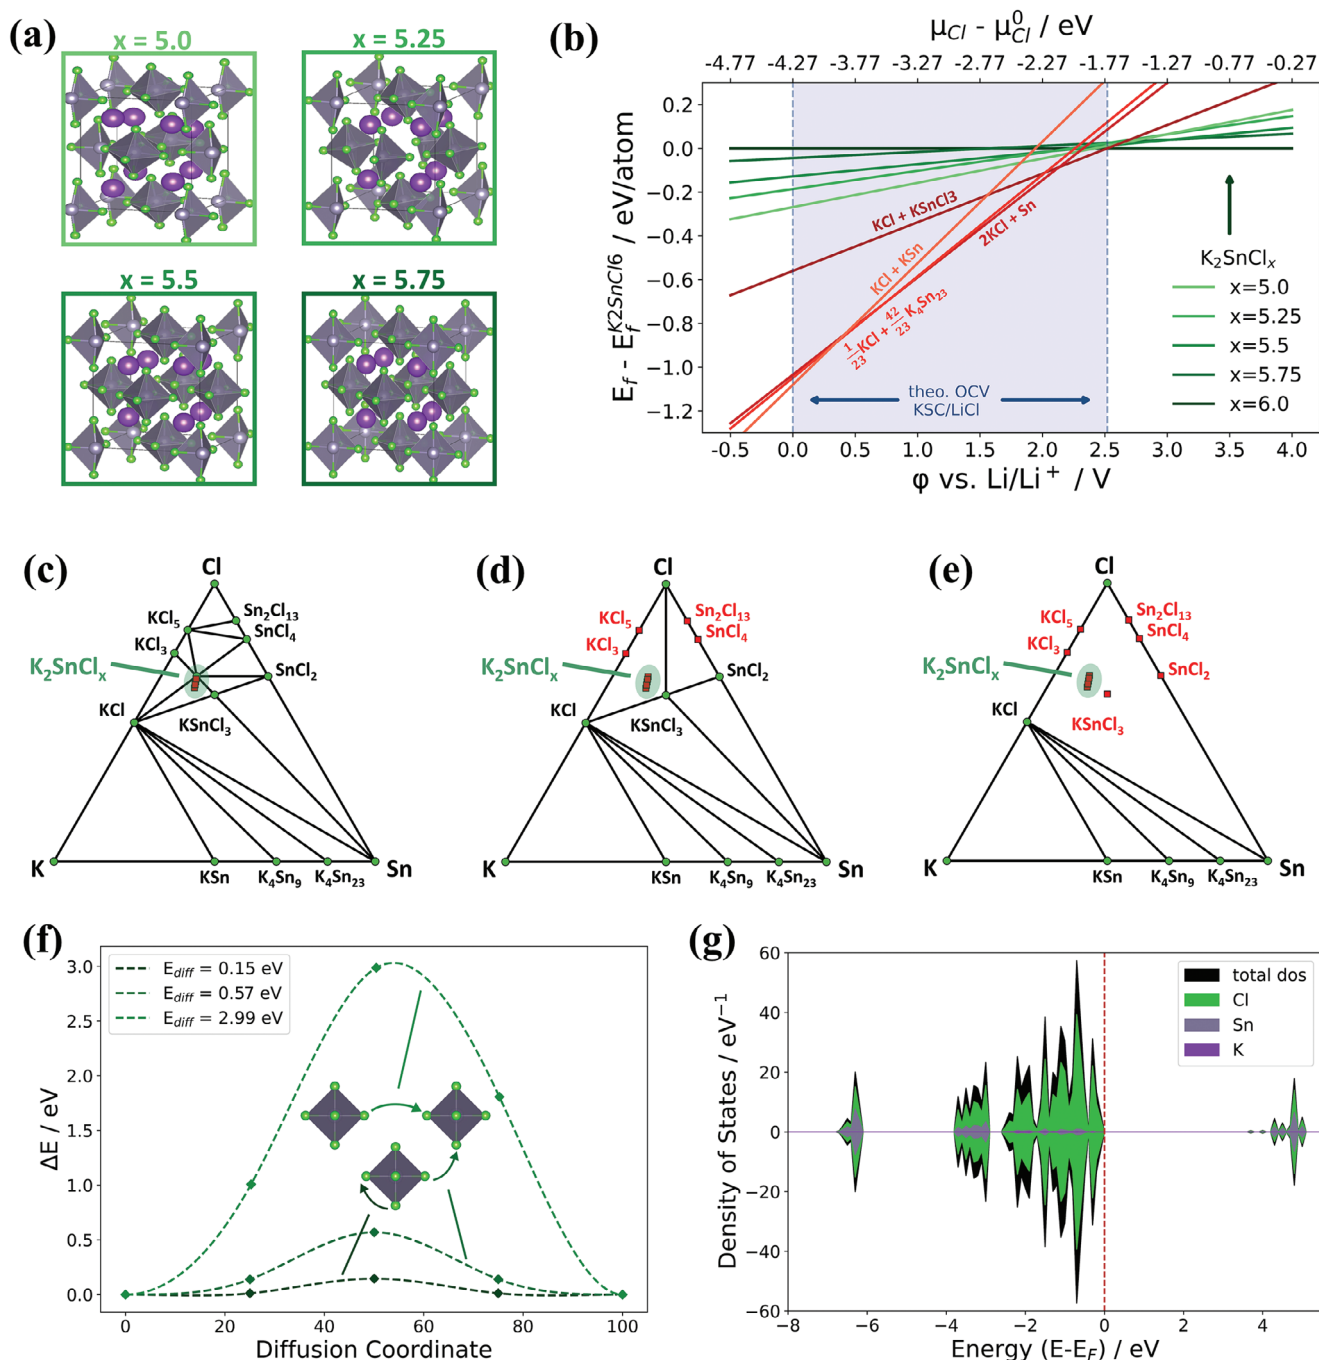 (a)
x = 5.0
x = 5.25
x = 5.5
x = 5.75
(b)
μ_Cl - μ⁰_Cl / eV
-4.77 -4.27 -3.77 -3.27 -2.77 -2.27 -1.77 -1.27 -0.77 -0.27
E_f - E_f^K2SnCl6 / eV/atom
0.2
0.0
−0.2
−0.4
−0.6
−0.8
−1.0
−1.2
KCl + KSnCl3
KCl + KSn
2KCl + Sn
1/23 KCl + 42/23 K₄Sn₂₃
theo. OCV
KSC/LiCl
K₂SnClₓ
x=5.0
x=5.25
x=5.5
x=5.75
x=6.0
-0.5 0.0 0.5 1.0 1.5 2.0 2.5 3.0 3.5 4.0
φ vs. Li/Li⁺ / V
(c)
Cl
KCl₅
Sn₂Cl₁₃
SnCl₄
KCl₃
K₂SnClₓ
SnCl₂
KCl
KSnCl₃
K
Sn
KSn
K₄Sn₉
K₄Sn₂₃
(d)
Cl
KCl₅
Sn₂Cl₁₃
SnCl₄
KCl₃
K₂SnClₓ
SnCl₂
KCl
KSnCl₃
K
Sn
KSn
K₄Sn₉
K₄Sn₂₃
(e)
Cl
KCl₅
Sn₂Cl₁₃
SnCl₄
KCl₃
K₂SnClₓ
SnCl₂
KCl
KSnCl₃
K
Sn
KSn
K₄Sn₉
K₄Sn₂₃
(f)
ΔE / eV
3.0
2.5
2.0
1.5
1.0
0.5
0.0
E_diff = 0.15 eV
E_diff = 0.57 eV
E_diff = 2.99 eV
0 20 40 60 80 100
Diffusion Coordinate
(g)
Density of States / eV⁻¹
60
40
20
0
−20
−40
−60
total dos
Cl
Sn
K
−8 −6 −4 −2 0 2 4
Energy (E-E_F) / eV